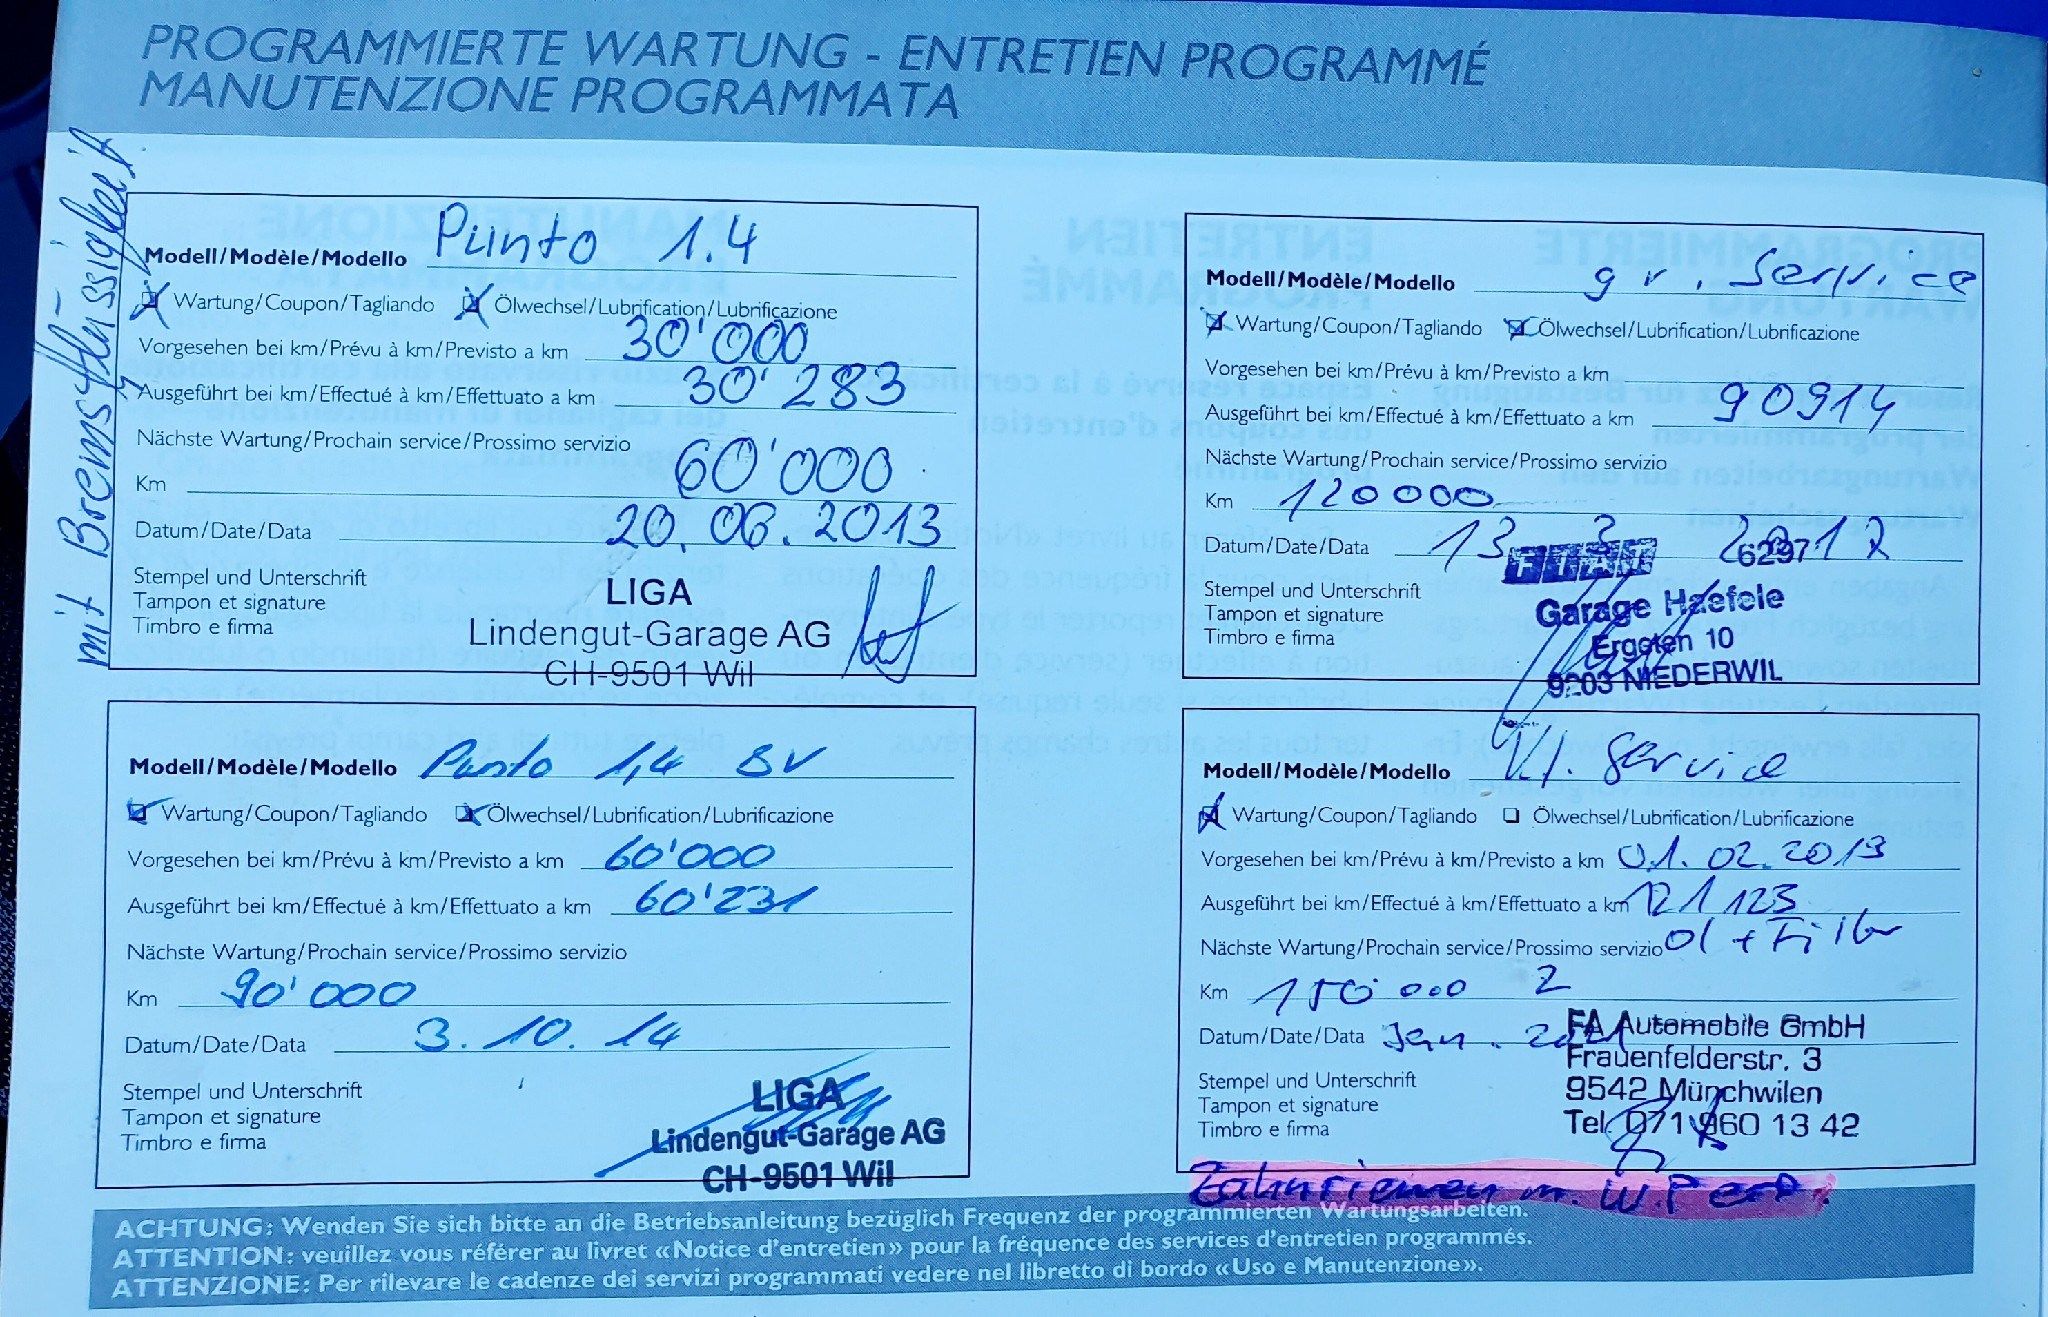 PROGRAMMIERTE WARTUNG - ENTRETIEN PROGRAMMÉ
MANUTENZIONE PROGRAMMATA
mit Bremsflüssigkeit
Modell/Modèle/Modello Punto 1.4
Wartung/Coupon/Tagliando Ölwechsel/Lubrification/Lubrificazione
Vorgesehen bei km/Prévu à km/Previsto a km 30'000
Ausgeführt bei km/Effectué à km/Effettuato a km 30'283
Nächste Wartung/Prochain service/Prossimo servizio
Km 60'000
Datum/Date/Data 20.06.2013
Stempel und Unterschrift
Tampon et signature
Timbro e firma
LIGA
Lindengut-Garage AG
CH-9501 Wil
Modell/Modèle/Modello Punto 1,4 8V
Wartung/Coupon/Tagliando Ölwechsel/Lubrification/Lubrificazione
Vorgesehen bei km/Prévu à km/Previsto a km 60'000
Ausgeführt bei km/Effectué à km/Effettuato a km 60'231
Nächste Wartung/Prochain service/Prossimo servizio
Km 90'000
Datum/Date/Data 3.10.14
Stempel und Unterschrift
Tampon et signature
Timbro e firma
LIGA
Lindengut-Garage AG
CH-9501 Wil
Modell/Modèle/Modello gr. Service
Wartung/Coupon/Tagliando Ölwechsel/Lubrification/Lubrificazione
Vorgesehen bei km/Prévu à km/Previsto a km
Ausgeführt bei km/Effectué à km/Effettuato a km 90914
Nächste Wartung/Prochain service/Prossimo servizio
Km 120000
Datum/Date/Data 13 3 2017
Stempel und Unterschrift
Tampon et signature
Timbro e firma
FIAT 6297
Garage Haefele
Ergeten 10
9203 NIEDERWIL
Modell/Modèle/Modello Kl. Service
Wartung/Coupon/Tagliando Ölwechsel/Lubrification/Lubrificazione
Vorgesehen bei km/Prévu à km/Previsto a km 01.02.2019
Ausgeführt bei km/Effectué à km/Effettuato a km 121123
Nächste Wartung/Prochain service/Prossimo servizio Öl + Filter
Km 150000
Datum/Date/Data Jan. 2021
Stempel und Unterschrift
Tampon et signature
Timbro e firma
FA Automobile GmbH
Frauenfelderstr. 3
9542 Münchwilen
Tel. 071 960 13 42
Zahnriemen m. W.P
ACHTUNG: Wenden Sie sich bitte an die Betriebsanleitung bezüglich Frequenz der programmierten Wartungsarbeiten.
ATTENTION: veuillez vous référer au livret «Notice d'entretien» pour la fréquence des services d'entretien programmés.
ATTENZIONE: Per rilevare le cadenze dei servizi programmati vedere nel libretto di bordo «Uso e Manutenzione».